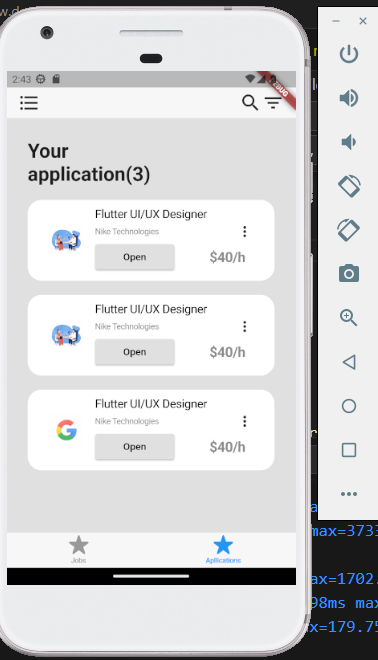 w.d
2:43
DEBUG
Your
application(3)
Flutter UI/UX Designer
Nike Technologies
Open
$40/h
Flutter UI/UX Designer
Nike Technologies
Open
$40/h
Flutter UI/UX Designer
Nike Technologies
Open
$40/h
Jobs
Apllications
max=373
ax=1702.
98ms max
x=179.75